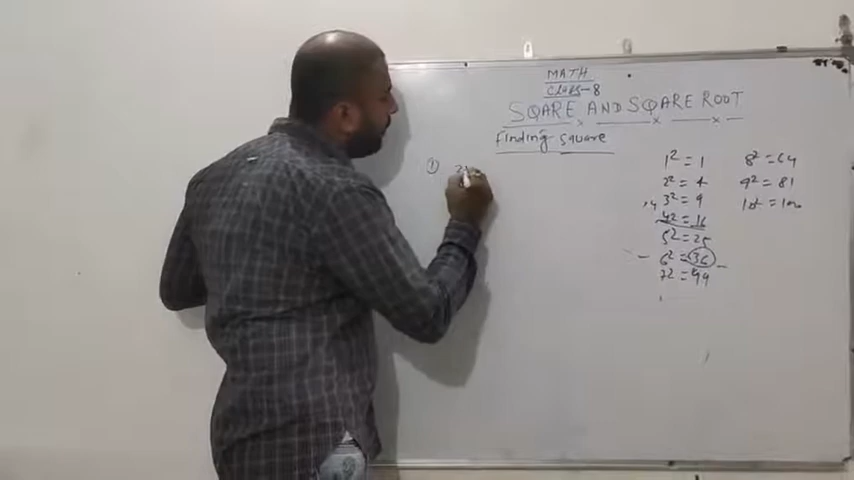 MATH
CLASS-8
SQARE AND SQARE ROOT
Finding square
①
1² = 1
2² = 4
3² = 9
4² = 16
5² = 25
6² = 36
72 = 49
8² = 64
9² = 81
10² = 100